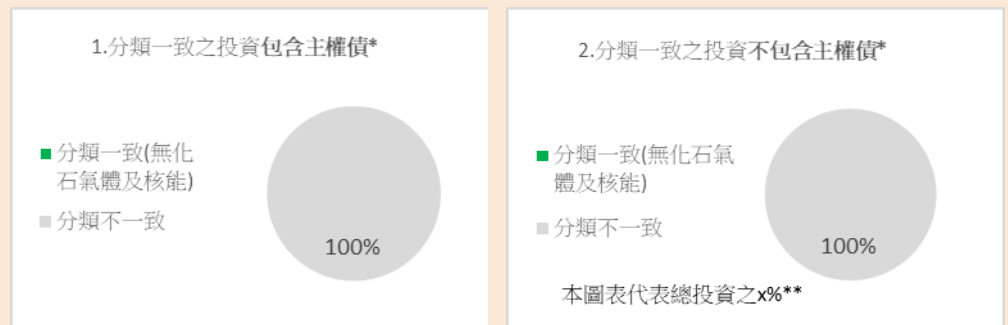 1.分類一致之投資包含主權債*
分類一致(無化
石氣體及核能)
分類不一致
100%
2.分類一致之投資不包含主權債*
分類一致(無化石氣
體及核能)
分類不一致
100%
本圖表代表總投資之x%**